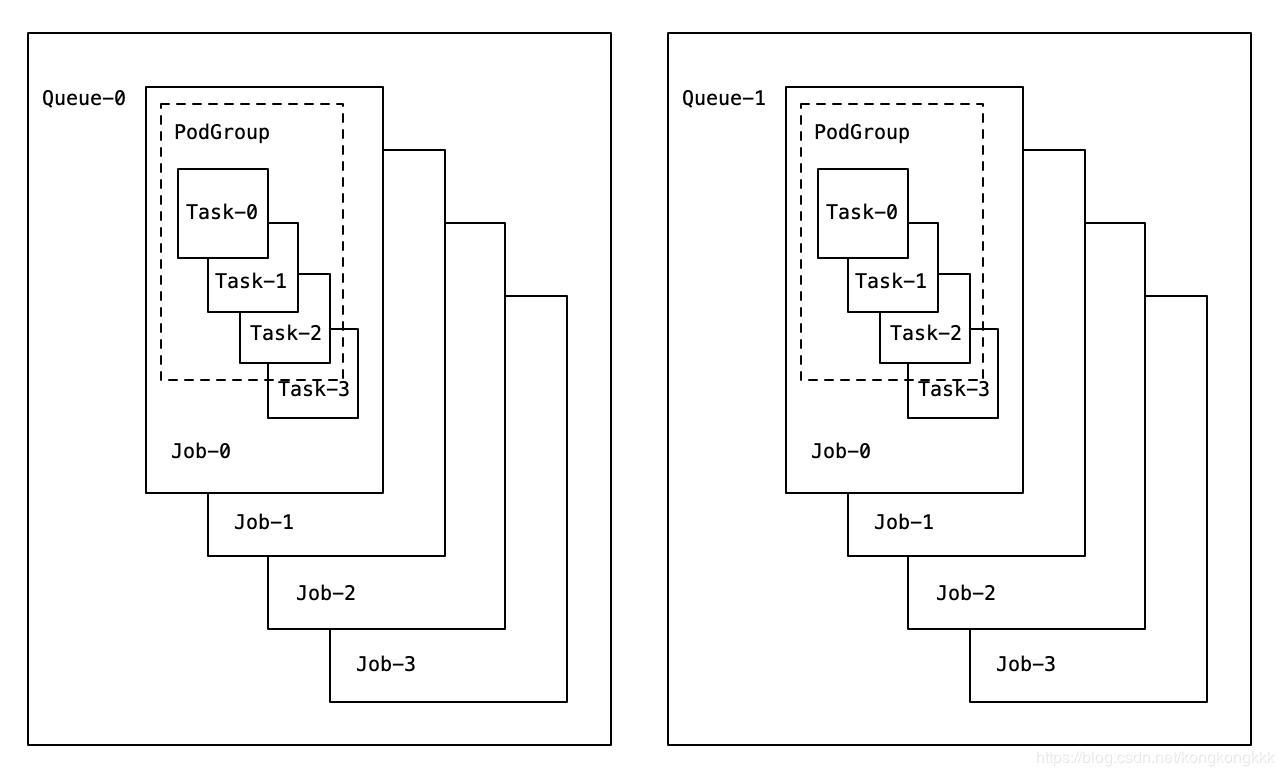 Queue-0
PodGroup
Task-0
Task-1
Task-2
Task-3
Job-0
Job-1
Job-2
Job-3
Queue-1
PodGroup
Task-0
Task-1
Task-2
Task-3
Job-0
Job-1
Job-2
Job-3
https://blog.csdn.net/kongkongkkk